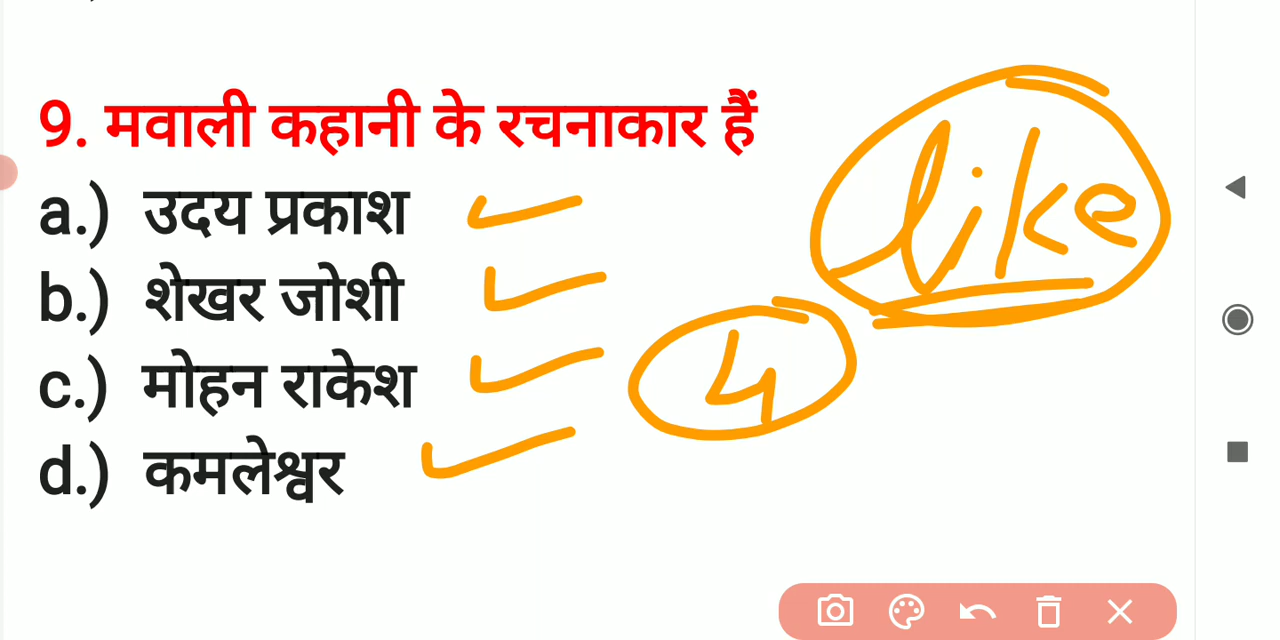 9. मवाली कहानी के रचनाकार हैं
a.) उदय प्रकाश
b.) शेखर जोशी
c.) मोहन राकेश
d.) कमलेश्वर
like
4